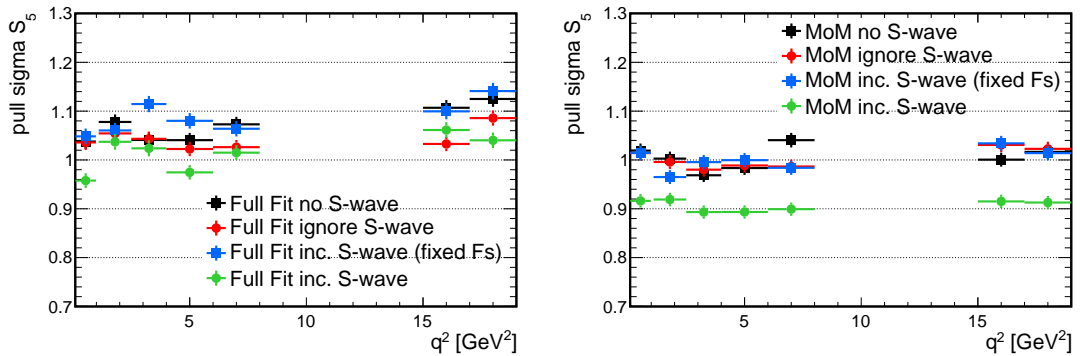 pull sigma S5
1.3
1.2
1.1
1
0.9
0.8
0.7
Full Fit no S-wave
Full Fit ignore S-wave
Full Fit inc. S-wave (fixed Fs)
Full Fit inc. S-wave
5
10
15
q² [GeV²]
pull sigma S5
1.3
1.2
1.1
1
0.9
0.8
0.7
MoM no S-wave
MoM ignore S-wave
MoM inc. S-wave (fixed Fs)
MoM inc. S-wave
5
10
15
q² [GeV²]